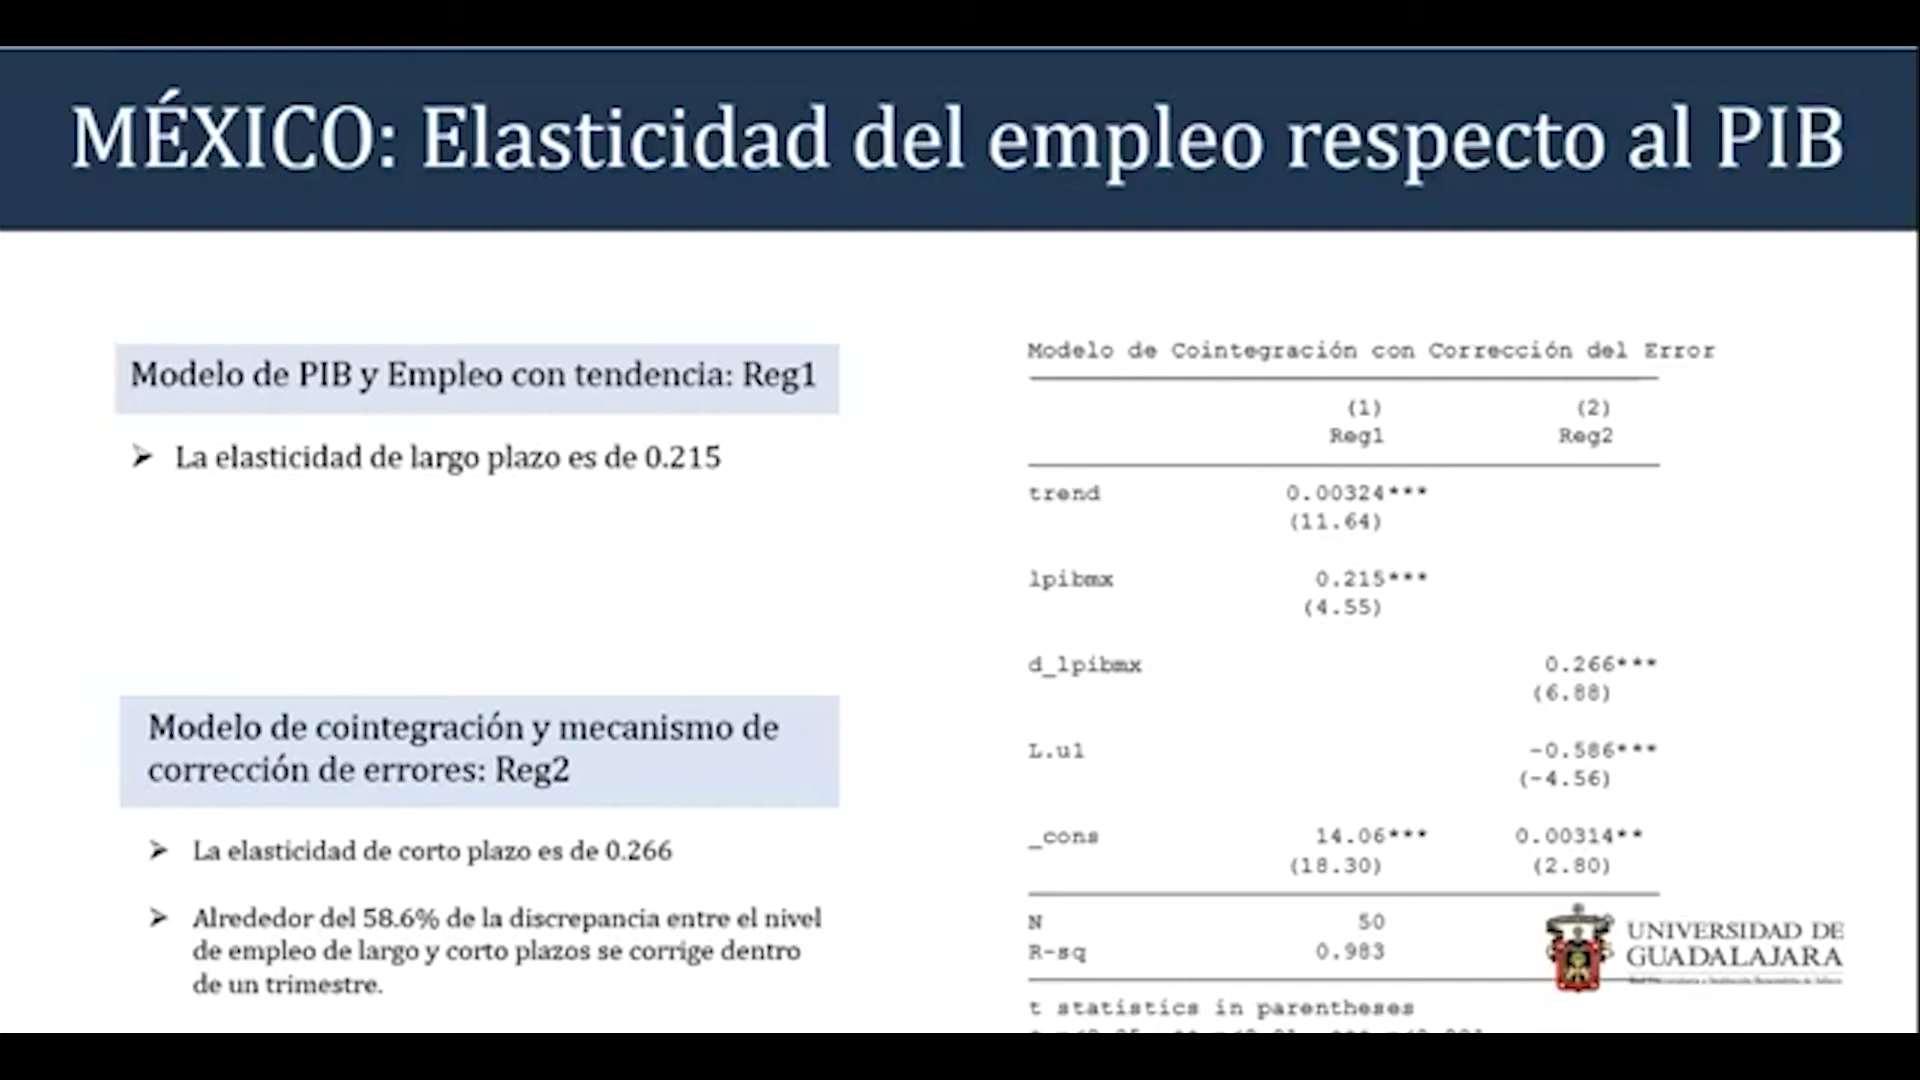 MÉXICO: Elasticidad del empleo respecto al PIB
Modelo de PIB y Empleo con tendencia: Reg1
➤ La elasticidad de largo plazo es de 0.215
Modelo de cointegración y mecanismo de
corrección de errores: Reg2
➤ La elasticidad de corto plazo es de 0.266
➤ Alrededor del 58.6% de la discrepancia entre el nivel
de empleo de largo y corto plazos se corrige dentro
de un trimestre.
Modelo de Cointegración con Corrección del Error
(1) (2)
Reg1 Reg2
trend 0.00324***
(11.64)
lpibmx 0.215***
(4.55)
d_lpibmx 0.266***
(6.88)
L.u1 -0.586***
(-4.56)
_cons 14.06*** 0.00314**
(18.30) (2.80)
N 50
R-sq 0.983
t statistics in parentheses
UNIVERSIDAD DE
GUADALAJARA